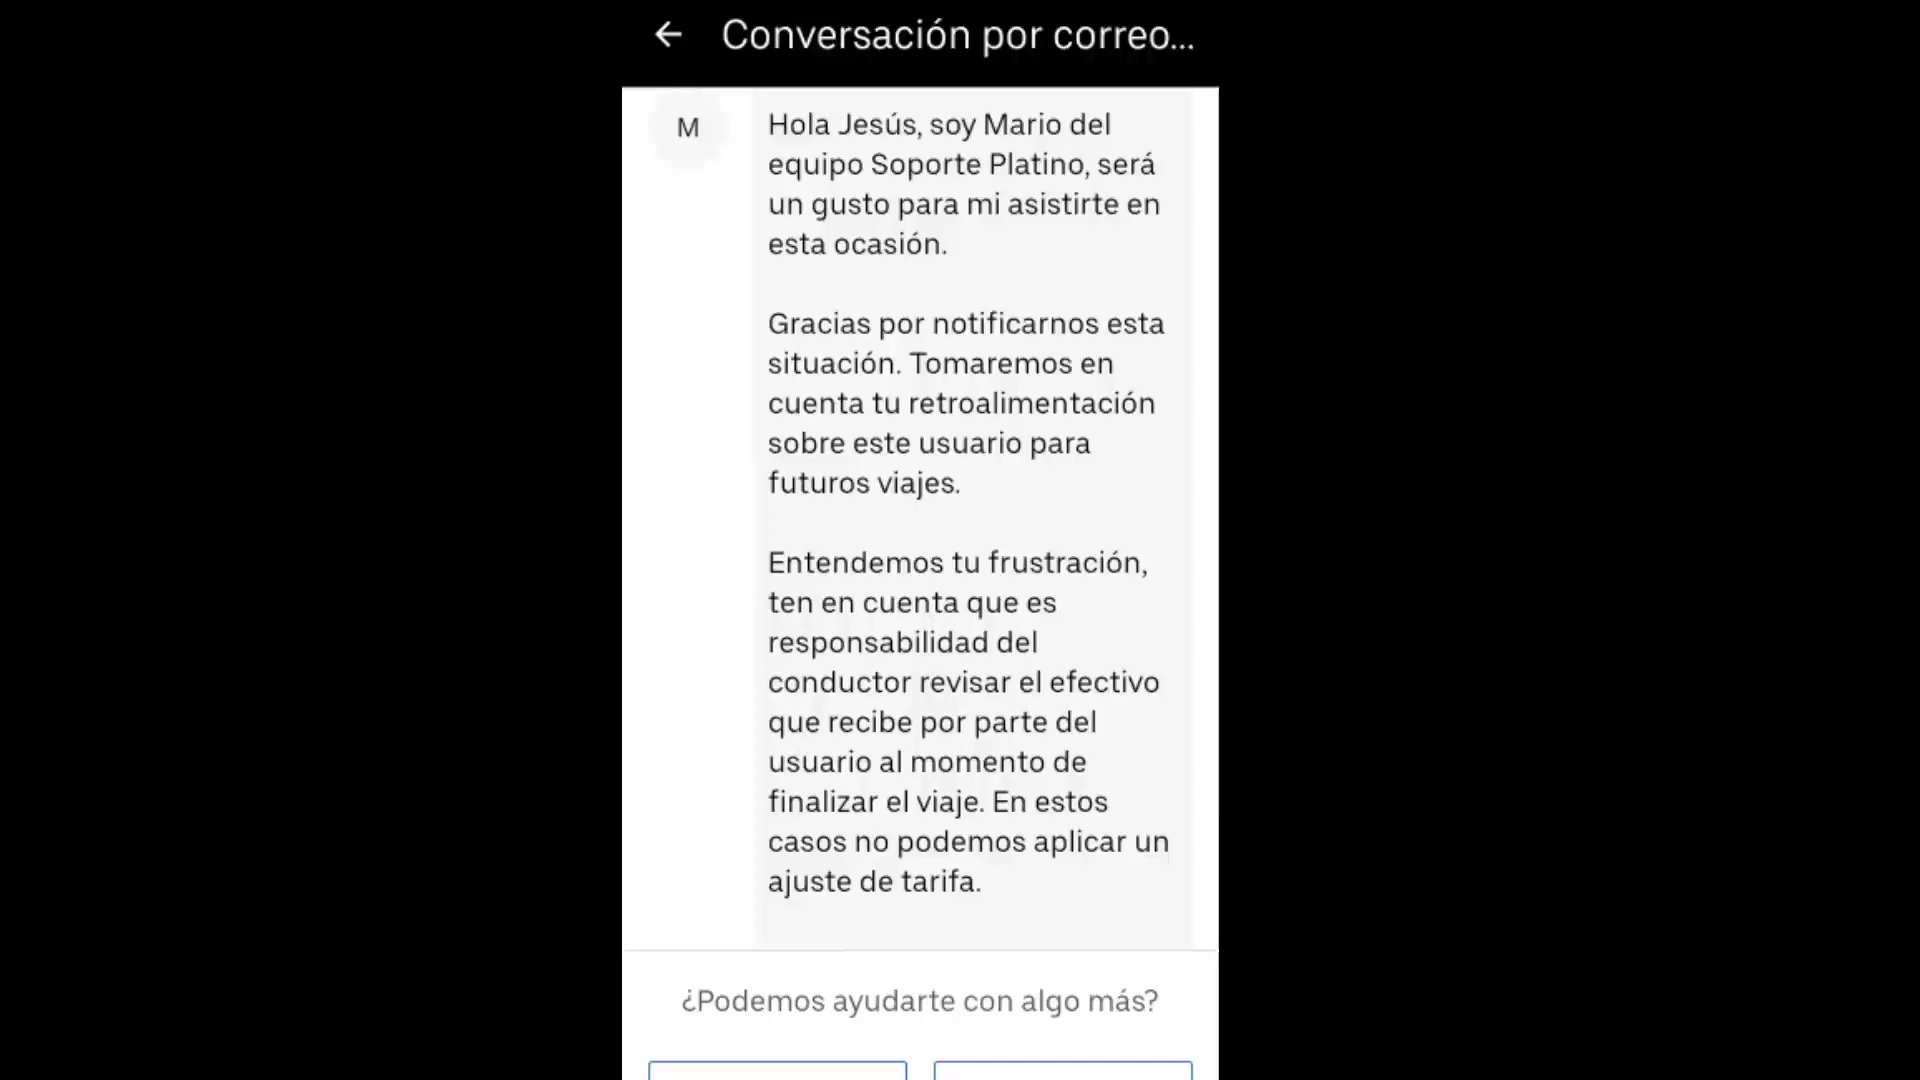 Conversación por correo...
M
Hola Jesús, soy Mario del
equipo Soporte Platino, será
un gusto para mi asistirte en
esta ocasión.
Gracias por notificarnos esta
situación. Tomaremos en
cuenta tu retroalimentación
sobre este usuario para
futuros viajes.
Entendemos tu frustración,
ten en cuenta que es
responsabilidad del
conductor revisar el efectivo
que recibe por parte del
usuario al momento de
finalizar el viaje. En estos
casos no podemos aplicar un
ajuste de tarifa.
¿Podemos ayudarte con algo más?